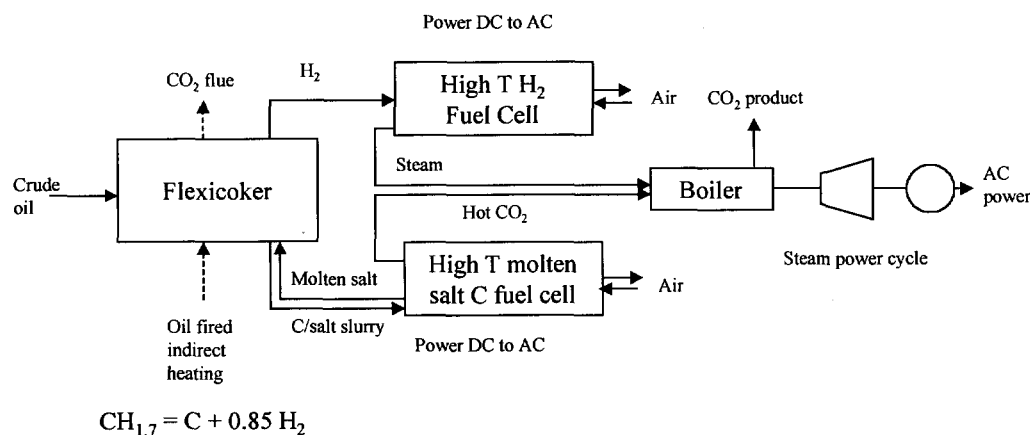 Power DC to AC
CO₂ flue
H₂
High T H₂
Fuel Cell
Air
CO₂ product
Crude
oil
Flexicoker
Steam
Boiler
AC
power
Hot CO₂
Molten salt
High T molten
salt C fuel cell
Air
Steam power cycle
C/salt slurry
Oil fired
indirect
heating
Power DC to AC
CH₁.₇ = C + 0.85 H₂